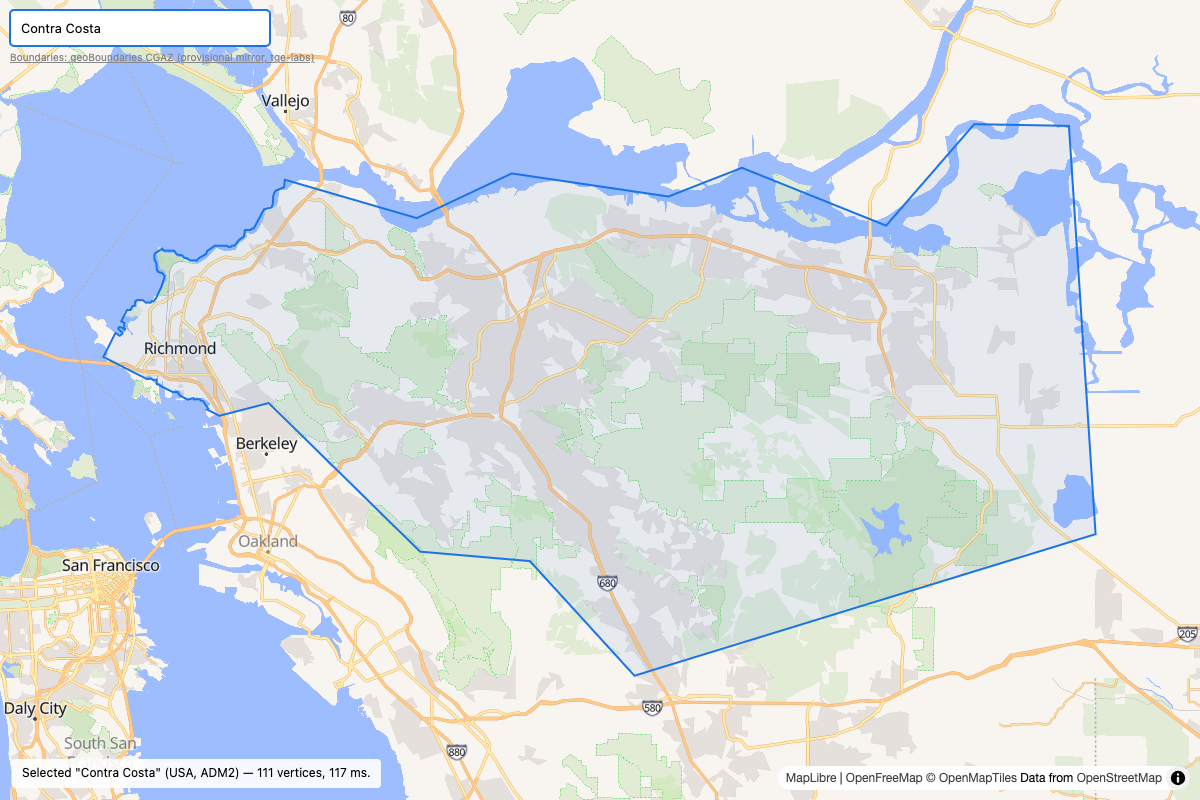 Contra Costa
Boundaries: geoBoundaries CGAZ (provisional mirror, tge-labs)
80
Vallejo
Richmond
Berkeley
Oakland
San Francisco
680
205
Daly City
580
South San
880
Selected "Contra Costa" (USA, ADM2) — 111 vertices, 117 ms.
MapLibre | OpenFreeMap © OpenMapTiles Data from OpenStreetMap